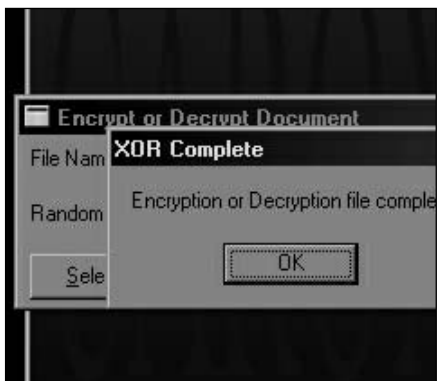 Encrypt or Decrypt Document
XOR Complete
File Nam
Encryption or Decryption file comple
Random
OK
Sele